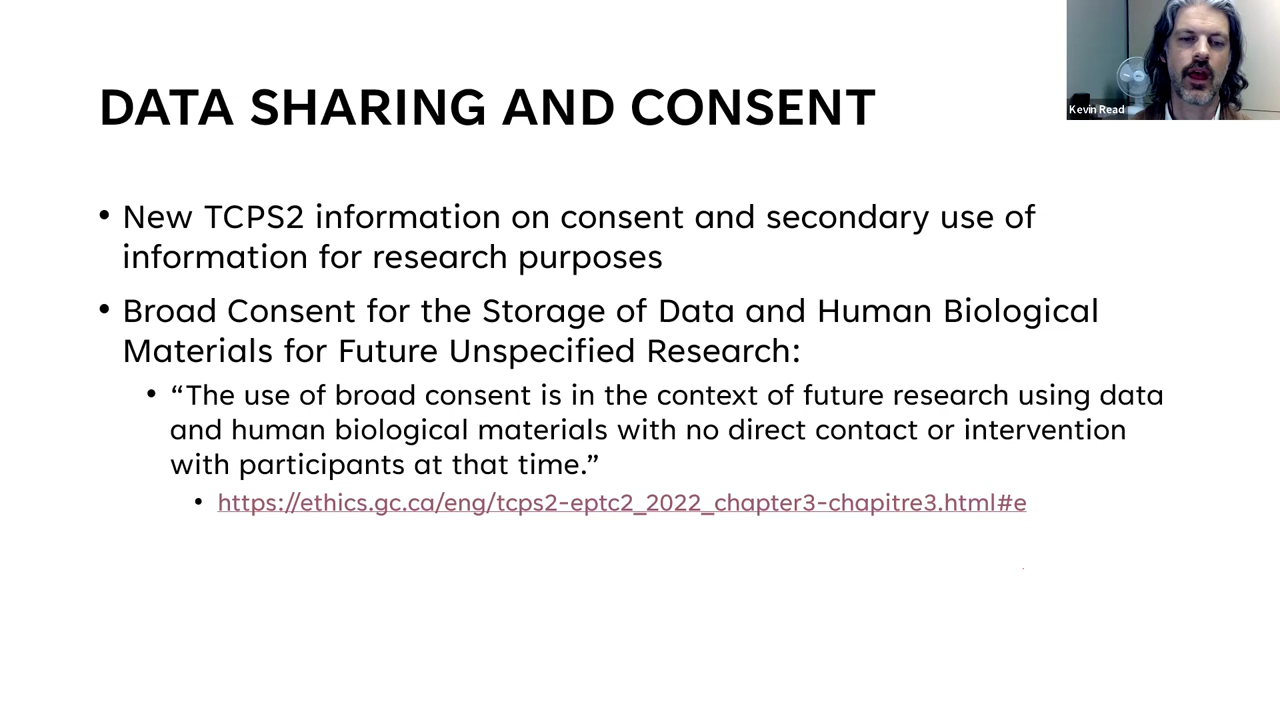 DATA SHARING AND CONSENT
Kevin Read
• New TCPS2 information on consent and secondary use of
information for research purposes
• Broad Consent for the Storage of Data and Human Biological
Materials for Future Unspecified Research:
• “The use of broad consent is in the context of future research using data
and human biological materials with no direct contact or intervention
with participants at that time.”
• https://ethics.gc.ca/eng/tcps2-eptc2_2022_chapter3-chapitre3.html#e